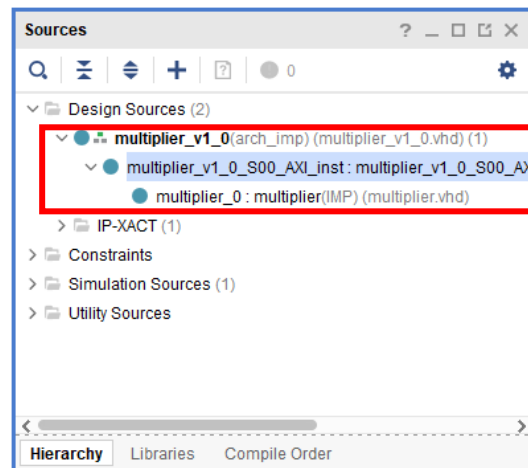 Sources
0
Design Sources (2)
multiplier_v1_0(arch_imp) (multiplier_v1_0.vhd) (1)
multiplier_v1_0_S00_AXI_inst : multiplier_v1_0_S00_AX
multiplier_0 : multiplier(IMP) (multiplier.vhd)
IP-XACT (1)
Constraints
Simulation Sources (1)
Utility Sources
Hierarchy Libraries Compile Order